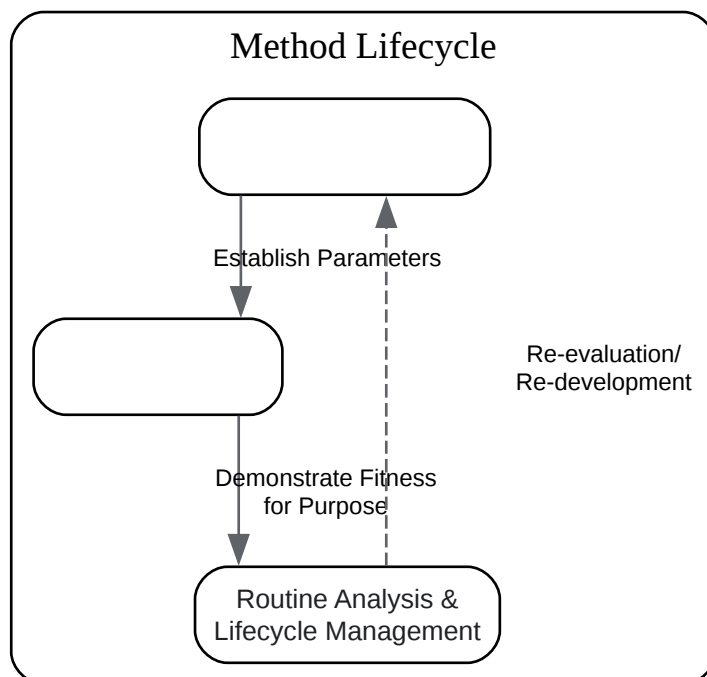 Method Lifecycle
Establish Parameters
Re-evaluation/
Re-development
Demonstrate Fitness
for Purpose
Routine Analysis &
Lifecycle Management